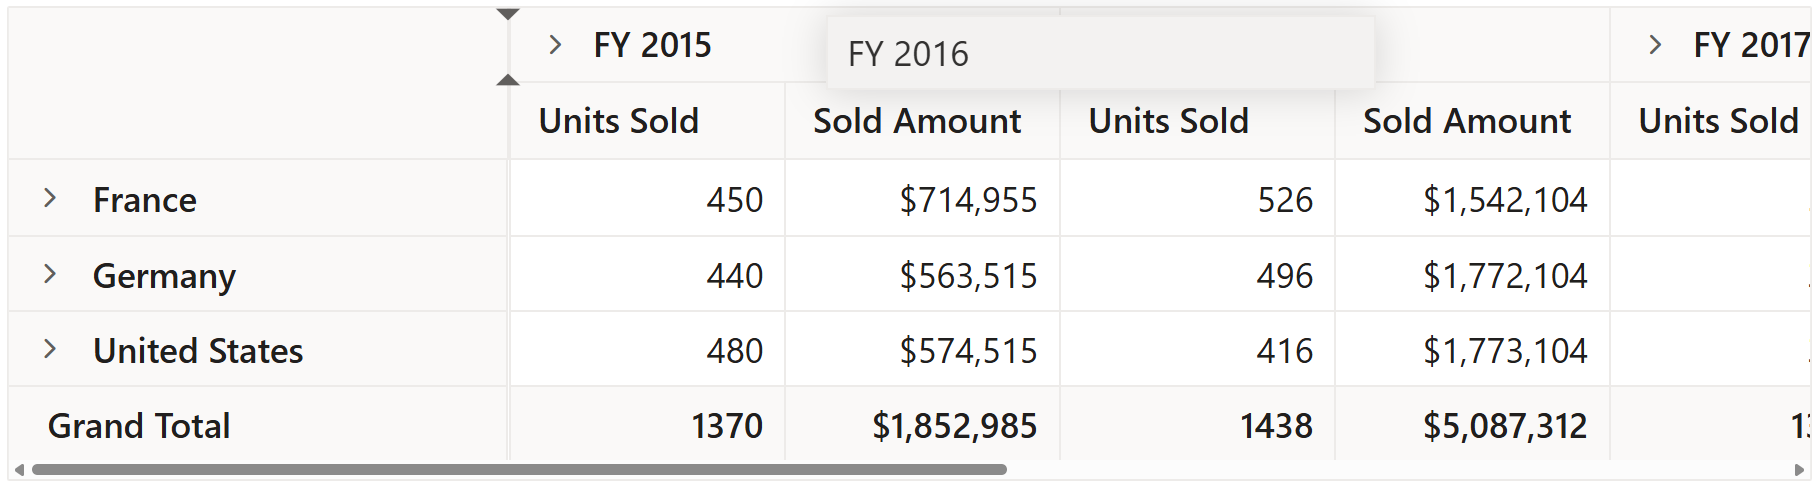 FY 2015 FY 2016 FY 2017
Units Sold Sold Amount Units Sold Sold Amount Units Sold
France 450 $714,955 526 $1,542,104
Germany 440 $563,515 496 $1,772,104
United States 480 $574,515 416 $1,773,104
Grand Total 1370 $1,852,985 1438 $5,087,312